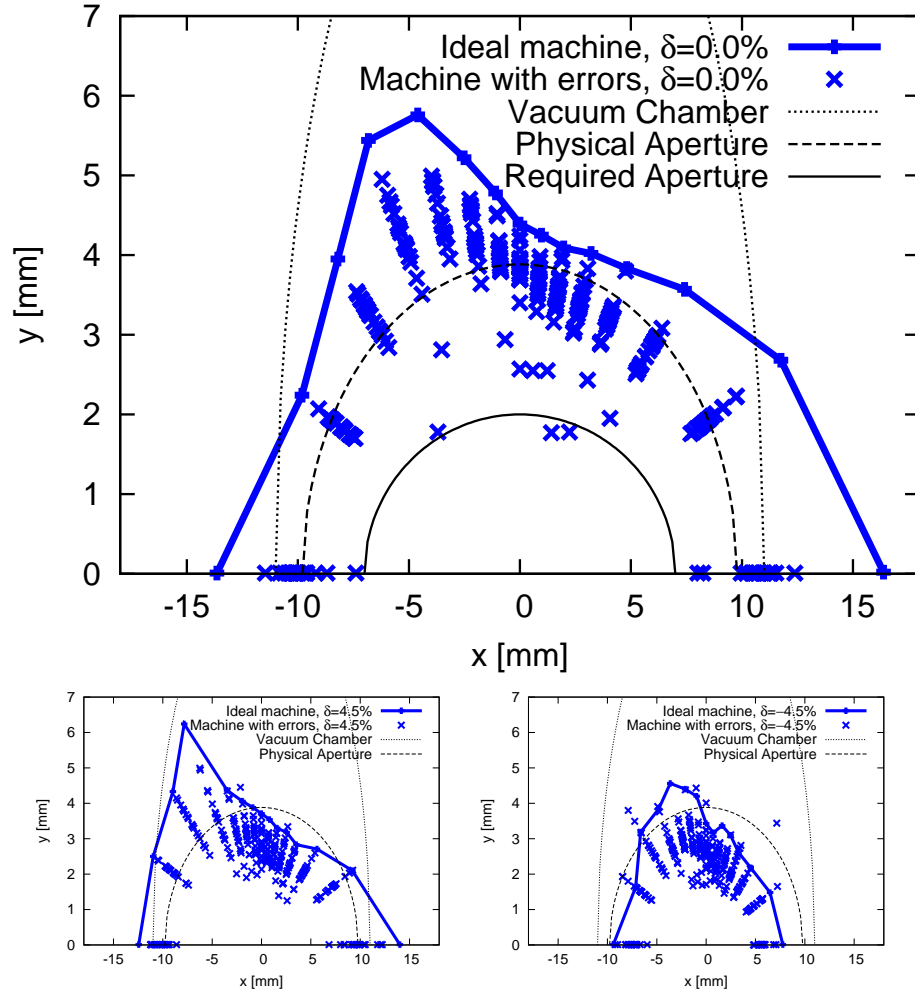 7
6
5
4
3
2
1
0
y [mm]
-15 -10 -5 0 5 10 15
x [mm]
Ideal machine, δ=0.0%
Machine with errors, δ=0.0%
Vacuum Chamber
Physical Aperture
Required Aperture
7
6
5
4
3
2
1
0
y [mm]
-15 -10 -5 0 5 10 15
x [mm]
Ideal machine, δ=4.5%
Machine with errors, δ=4.5%
Vacuum Chamber
Physical Aperture
7
6
5
4
3
2
1
0
y [mm]
-15 -10 -5 0 5 10 15
x [mm]
Ideal machine, δ=−4.5%
Machine with errors, δ=−4.5%
Vacuum Chamber
Physical Aperture